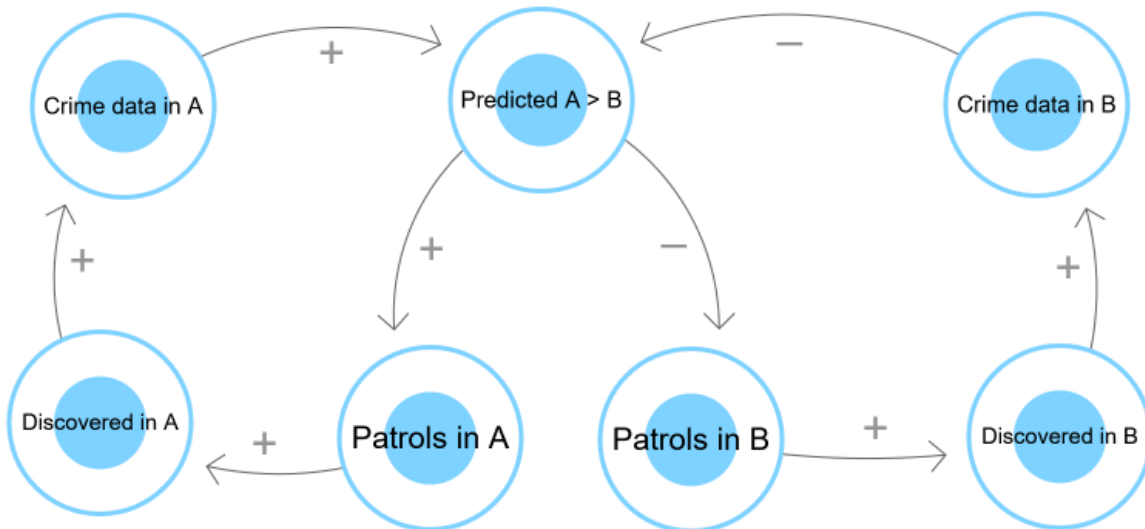 Crime data in A
+
Predicted A > B
−
Crime data in B
+
+
−
+
Discovered in A
+
Patrols in A
Patrols in B
+
Discovered in B